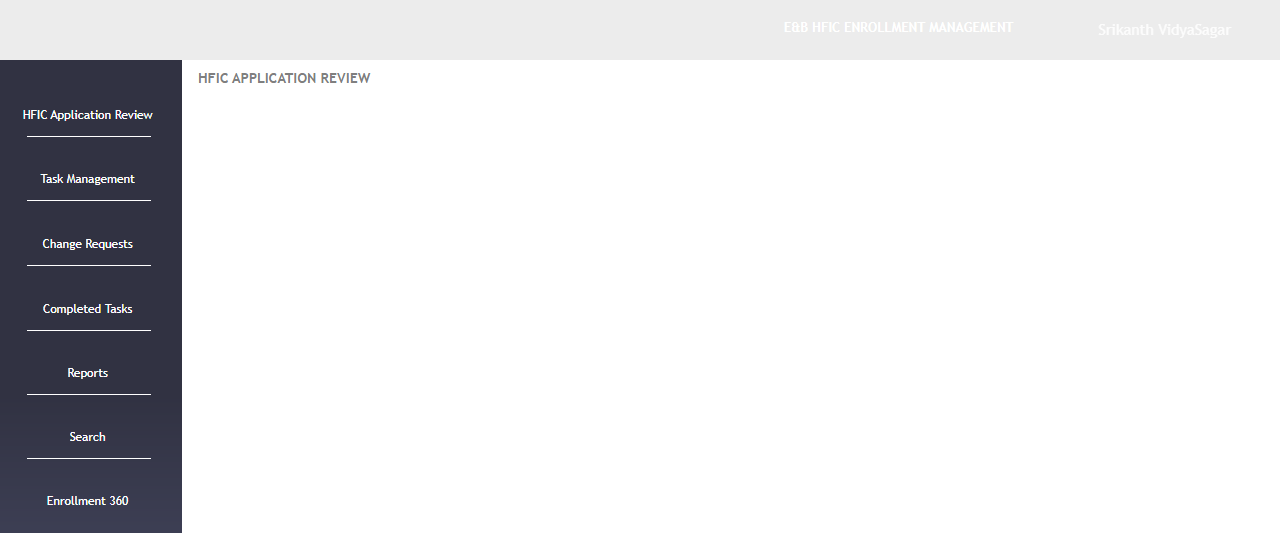 E&B HFIC ENROLLMENT MANAGEMENT
Srikanth VidyaSagar
HFIC APPLICATION REVIEW
HFIC Application Review
Task Management
Change Requests
Completed Tasks
Reports
Search
Enrollment 360